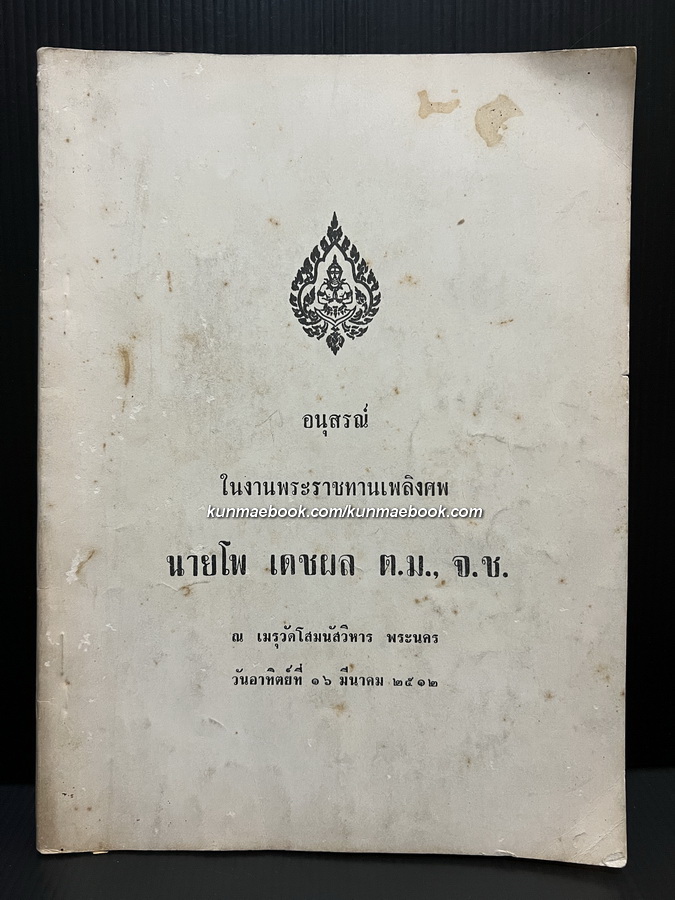 อนุสรณ์
ในงานพระราชทานเพลิงศพ
kunmaebook.com/kunmaebook.com
นายโพ เดชผล ต.ม., จ.ช.
ณ เมรุวัดโสมนัสวิหาร พระนคร
วันอาทิตย์ที่ ๑๖ มีนาคม ๒๕๑๒